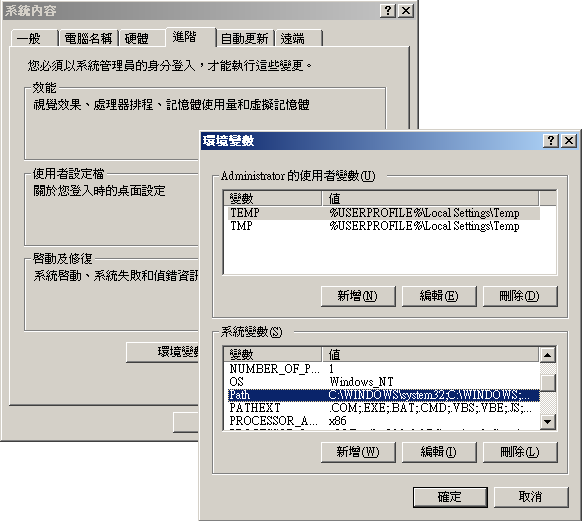 系統內容
一般 電腦名稱 硬體 進階 自動更新 遠端
您必須以系統管理員的身分登入，才能執行這些變更。
效能
視覺效果、處理器排程、記憶體使用量和虛擬記憶體
使用者設定檔
關於您登入時的桌面設定
啟動及修復
系統啟動、系統失敗和偵錯資訊
環境變數
環境變數
Administrator 的使用者變數(U)
變數 值
TEMP %USERPROFILE%\Local Settings\Temp
TMP %USERPROFILE%\Local Settings\Temp
新增(N) 編輯(E) 刪除(D)
系統變數(S)
變數 值
NUMBER_OF_P... 1
OS Windows_NT
Path C:\WINDOWS\system32;C:\WINDOWS;...
PATHEXT .COM;.EXE;.BAT;.CMD;.VBS;.VBE;.JS;...
PROCESSOR_A... x86
新增(W) 編輯(I) 刪除(L)
確定 取消